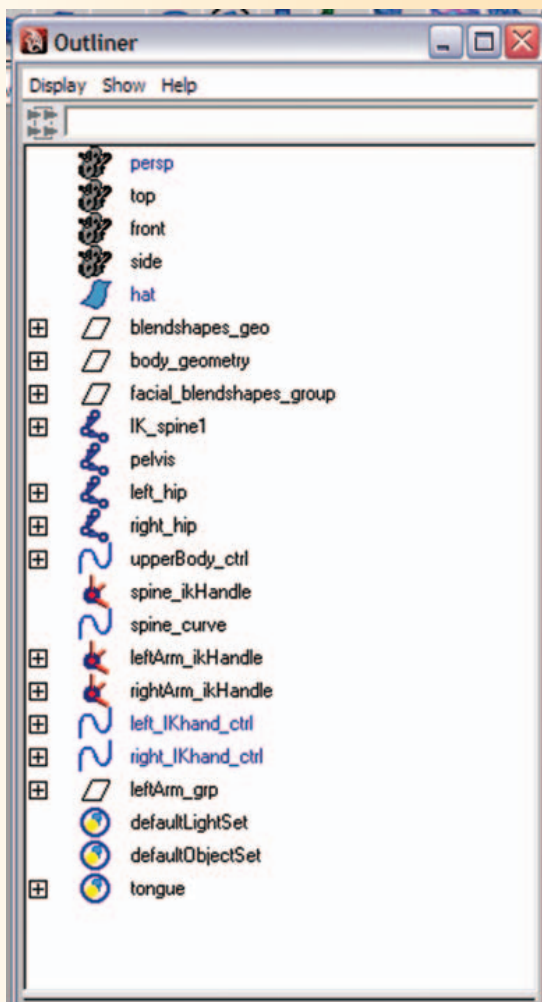 Outliner
Display Show Help
persp
top
front
side
hat
blendshapes_geo
body_geometry
facial_blendshapes_group
IK_spine1
pelvis
left_hip
right_hip
upperBody_ctrl
spine_ikHandle
spine_curve
leftArm_ikHandle
rightArm_ikHandle
left_IKhand_ctrl
right_IKhand_ctrl
leftArm_grp
defaultLightSet
defaultObjectSet
tongue